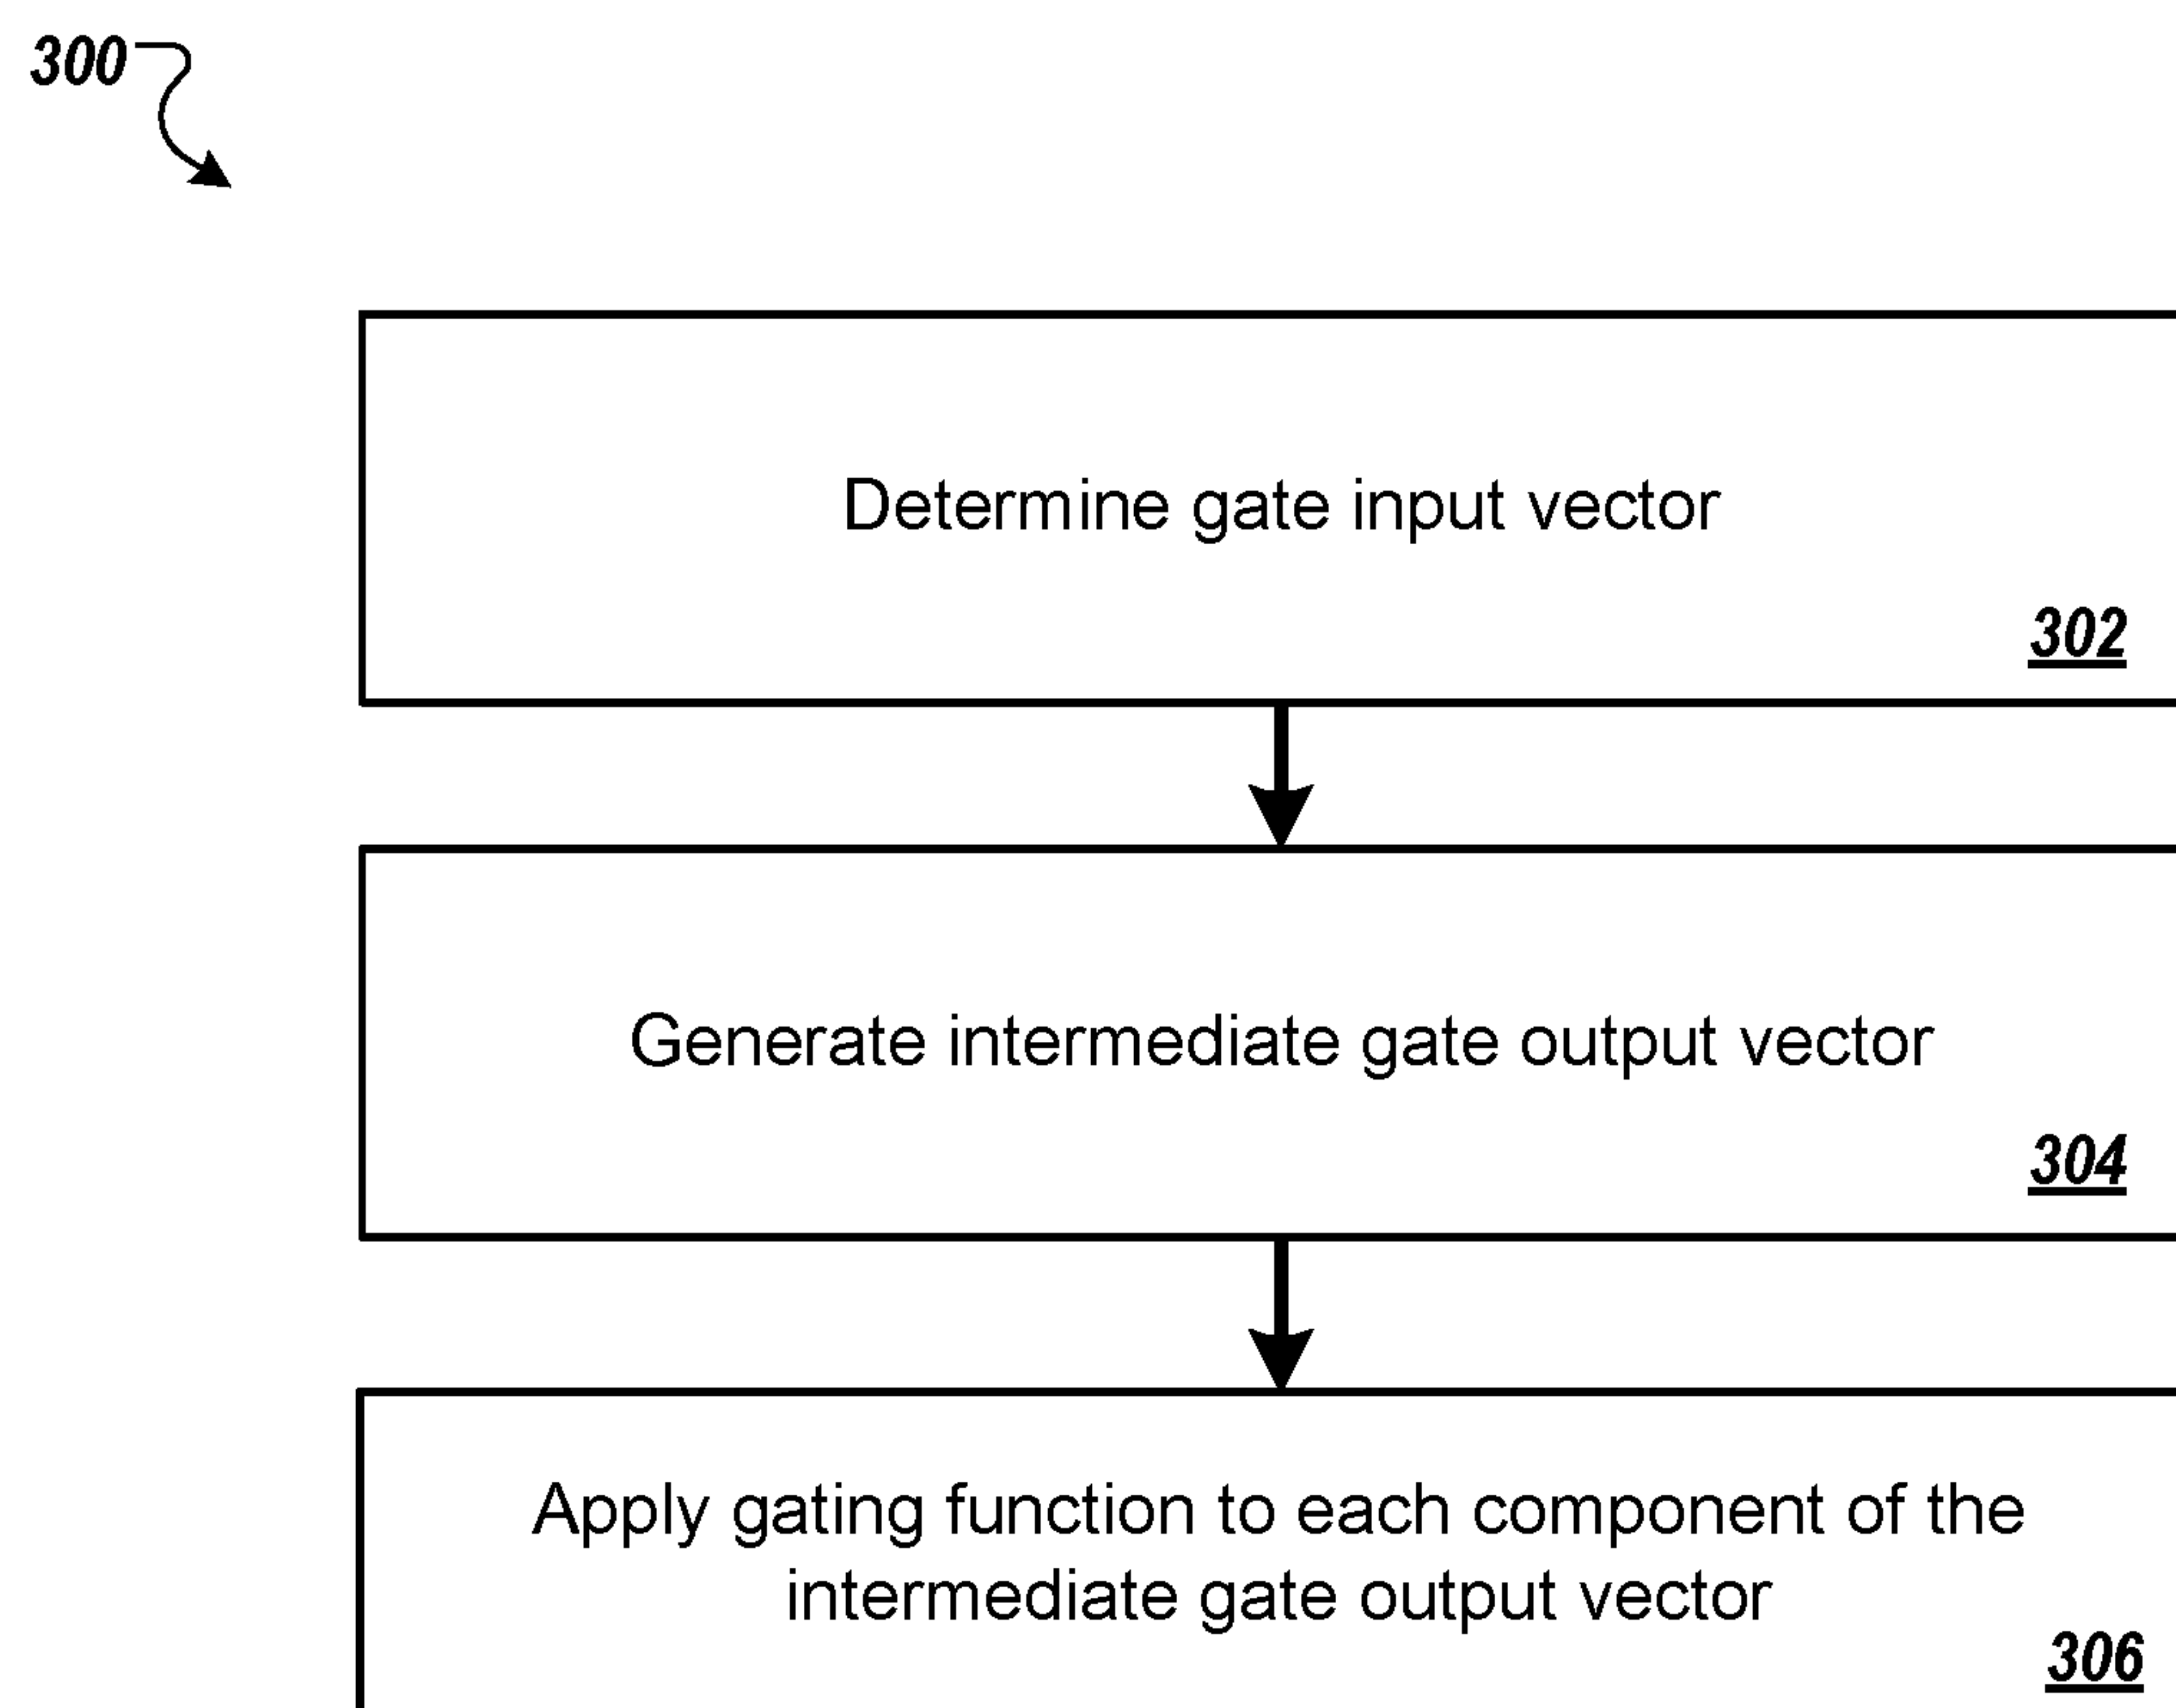 300
Determine gate input vector
302
Generate intermediate gate output vector
304
Apply gating function to each component of the
intermediate gate output vector
306